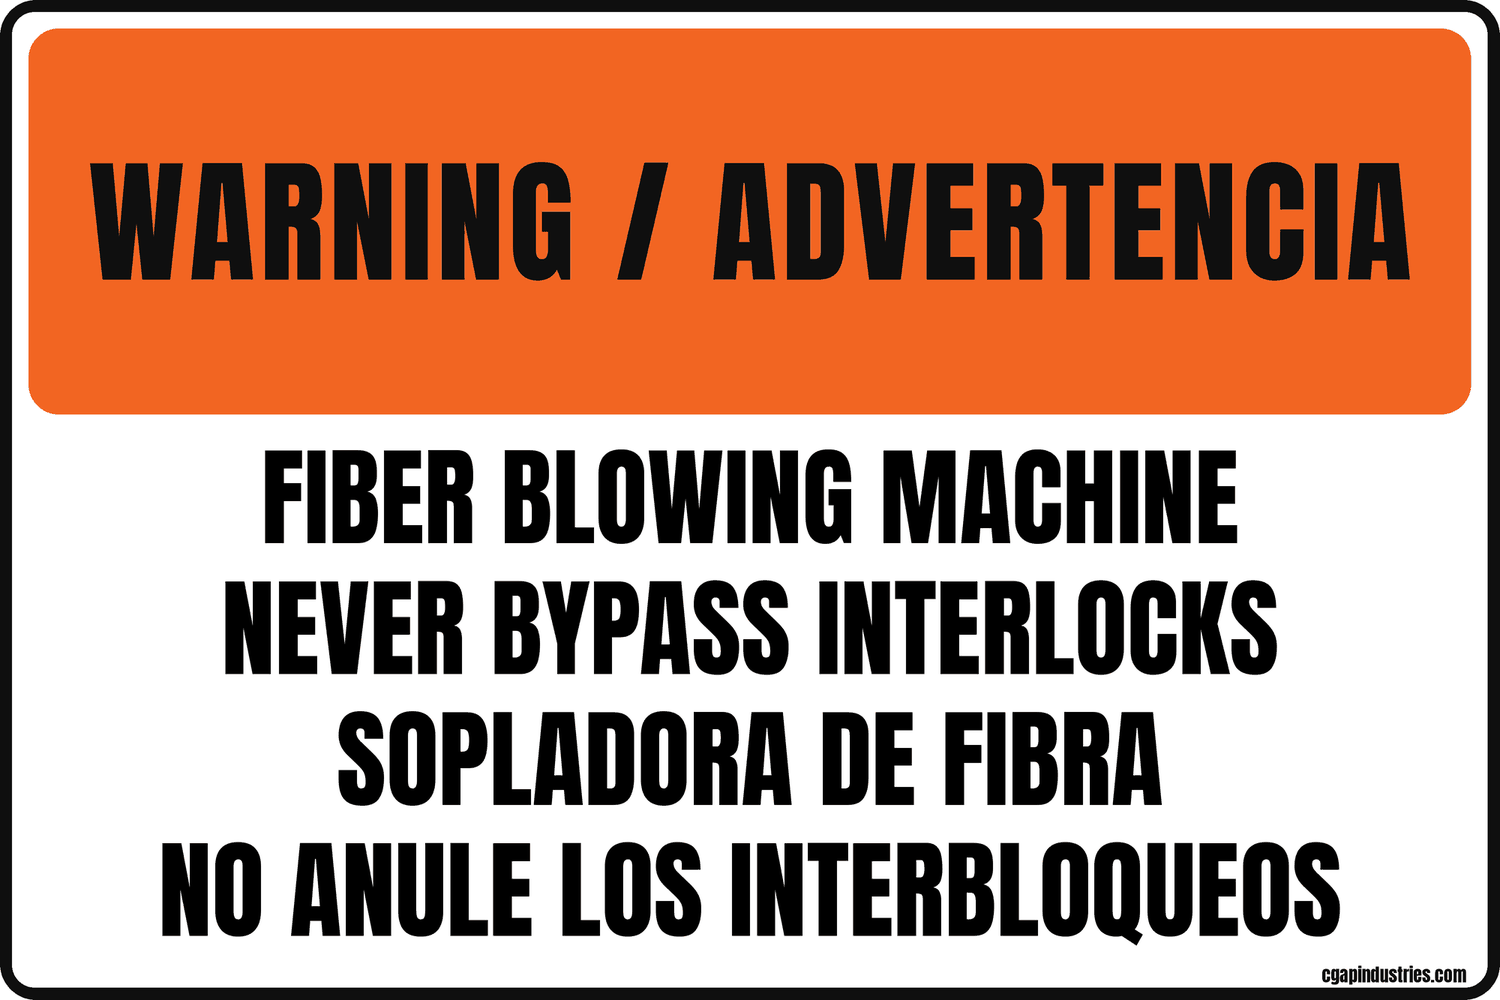 WARNING / ADVERTENCIA
FIBER BLOWING MACHINE
NEVER BYPASS INTERLOCKS
SOPLADORA DE FIBRA
NO ANULE LOS INTERBLOQUEOS
cgapindustries.com